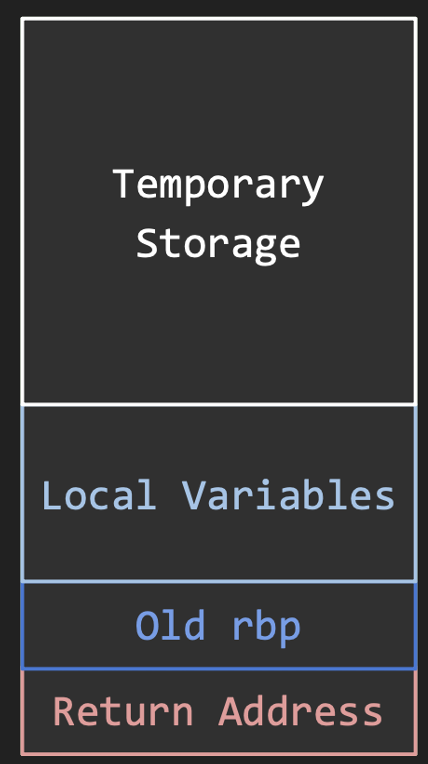 Temporary
Storage
Local Variables
Old rbp
Return Address